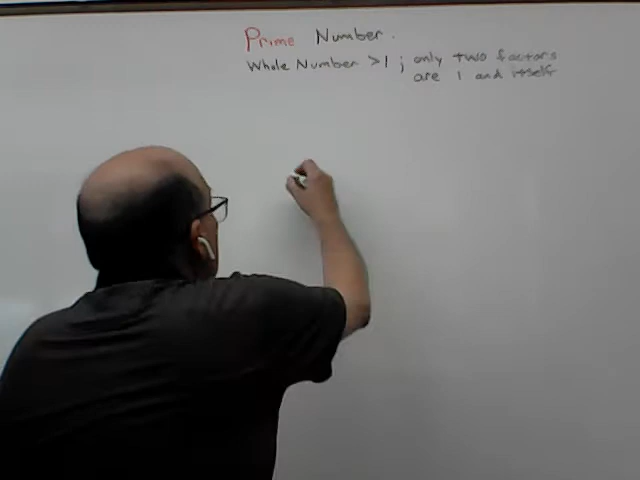 Prime Number.
Whole Number >1 ; only two factors
are 1 and itself